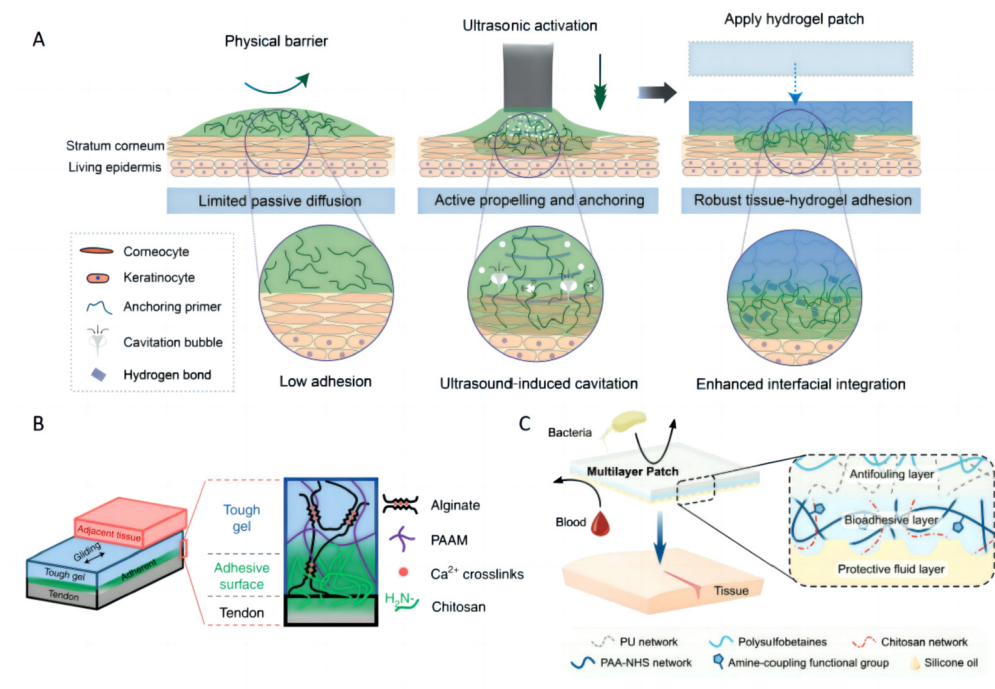 A
Physical barrier
Ultrasonic activation
Apply hydrogel patch
Stratum corneum
Living epidermis
Limited passive diffusion
Active propelling and anchoring
Robust tissue-hydrogel adhesion
Corneocyte
Keratinocyte
Anchoring primer
Cavitation bubble
Hydrogen bond
Low adhesion
Ultrasound-induced cavitation
Enhanced interfacial integration
B
Adjacent tissue
Gliding
Tough gel
Adherent
Tendon
Tough
gel
Adhesive
surface
Tendon
H₂N-
Alginate
PAAM
Ca²⁺ crosslinks
Chitosan
C
Bacteria
Multilayer Patch
Blood
Tissue
Antifouling layer
Bioadhesive layer
Protective fluid layer
PU network
Polysulfobetaines
Chitosan network
PAA-NHS network
Amine-coupling functional group
Silicone oil